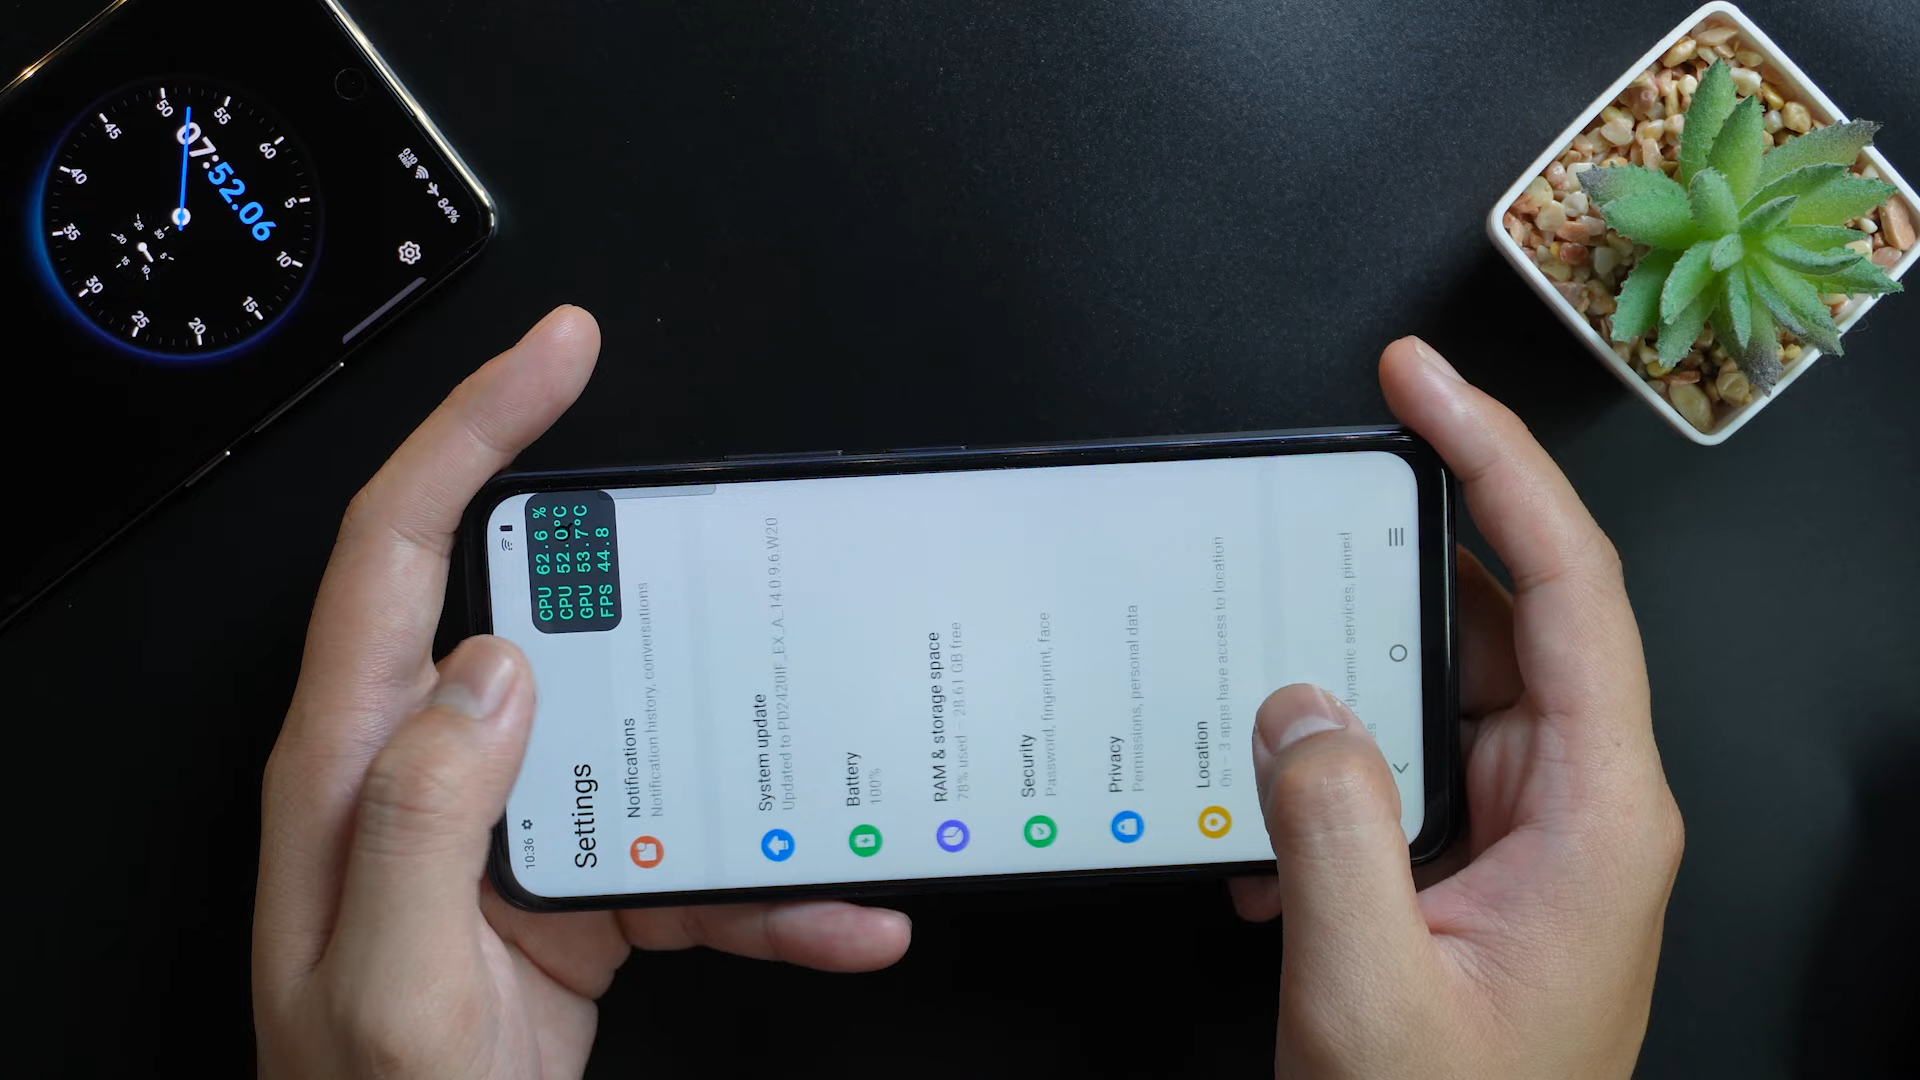 07:52.06
50
55
60
5
10
15
20
25
30
35
40
45
0.10
KB/s
84%
10:36
CPU 62.6 %
CPU 52.0°C
GPU 53.7°C
FPS 44.8
Settings
Notifications
Notification history, conversations
System update
Updated to PD2420IF_EX_A_14.0.9.6.W20
Battery
100%
RAM & storage space
78% used – 28.61 GB free
Security
Password, fingerprint, face
Privacy
Permissions, personal data
Location
On – 3 apps have access to location
dynamic services, pinned